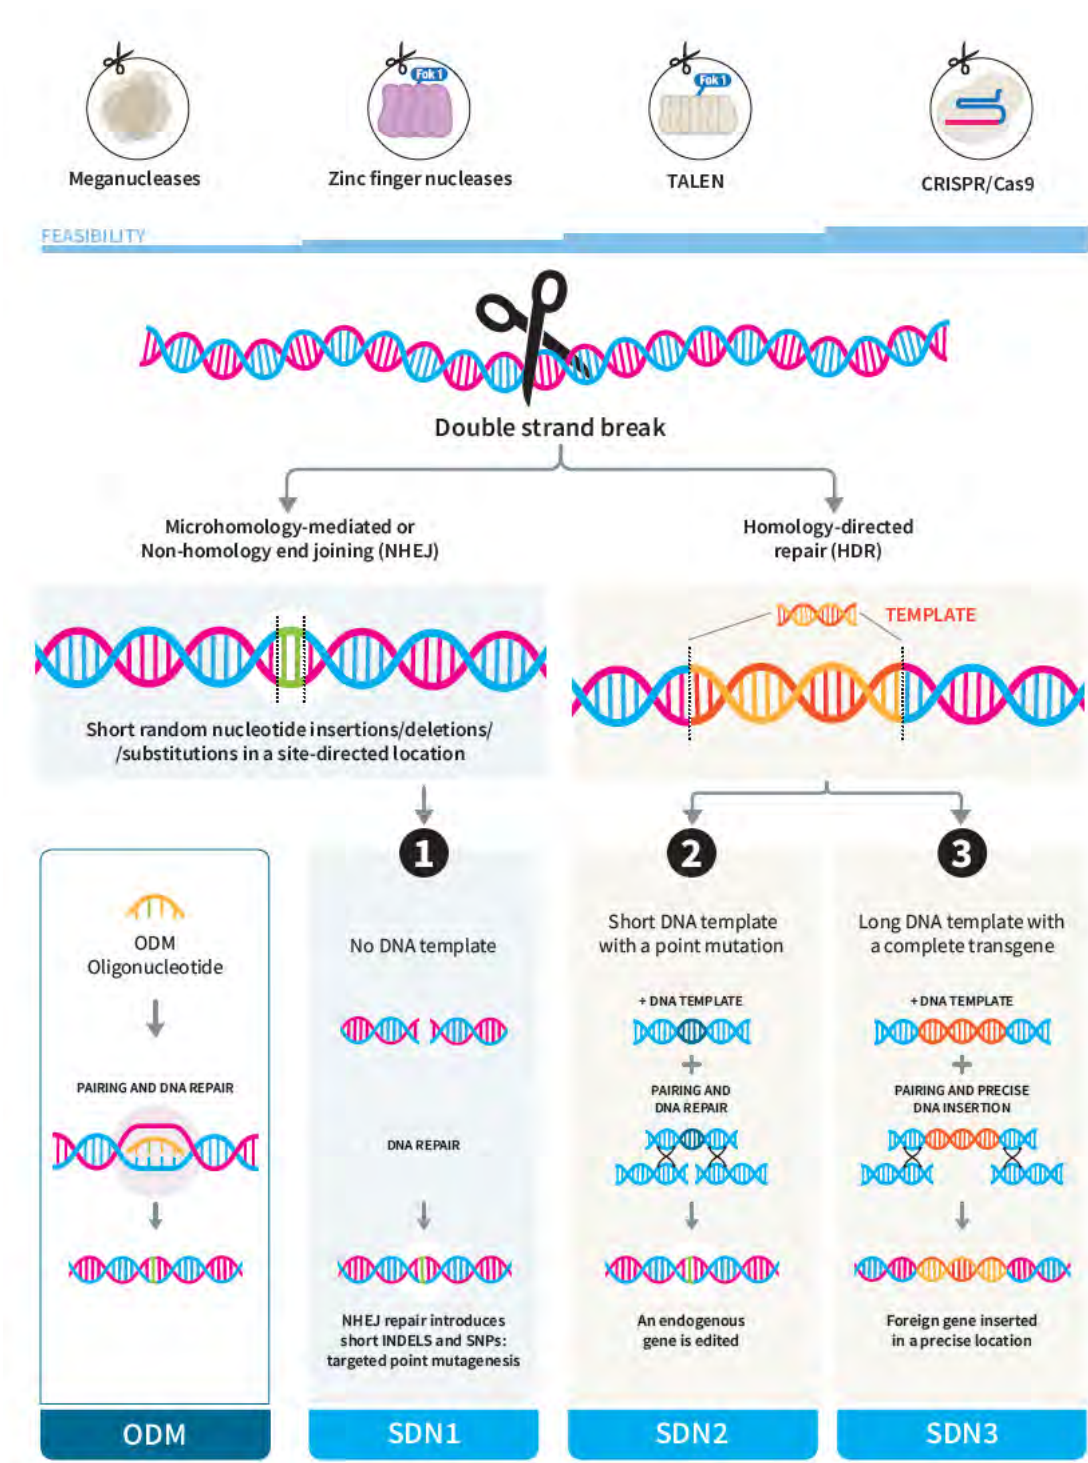 Fok 1
Fok 1
Meganucleases
Zinc finger nucleases
TALEN
CRISPR/Cas9
FEASIBILITY
Double strand break
Microhomology-mediated or
Non-homology end joining (NHEJ)
Homology-directed
repair (HDR)
TEMPLATE
Short random nucleotide insertions/deletions/
/substitutions in a site-directed location
1
2
3
ODM
Oligonucleotide
PAIRING AND DNA REPAIR
No DNA template
DNA REPAIR
NHEJ repair introduces
short INDELS and SNPs:
targeted point mutagenesis
Short DNA template
with a point mutation
+ DNA TEMPLATE
+
PAIRING AND
DNA REPAIR
An endogenous
gene is edited
Long DNA template with
a complete transgene
+ DNA TEMPLATE
+
PAIRING AND PRECISE
DNA INSERTION
Foreign gene inserted
in a precise location
ODM
SDN1
SDN2
SDN3